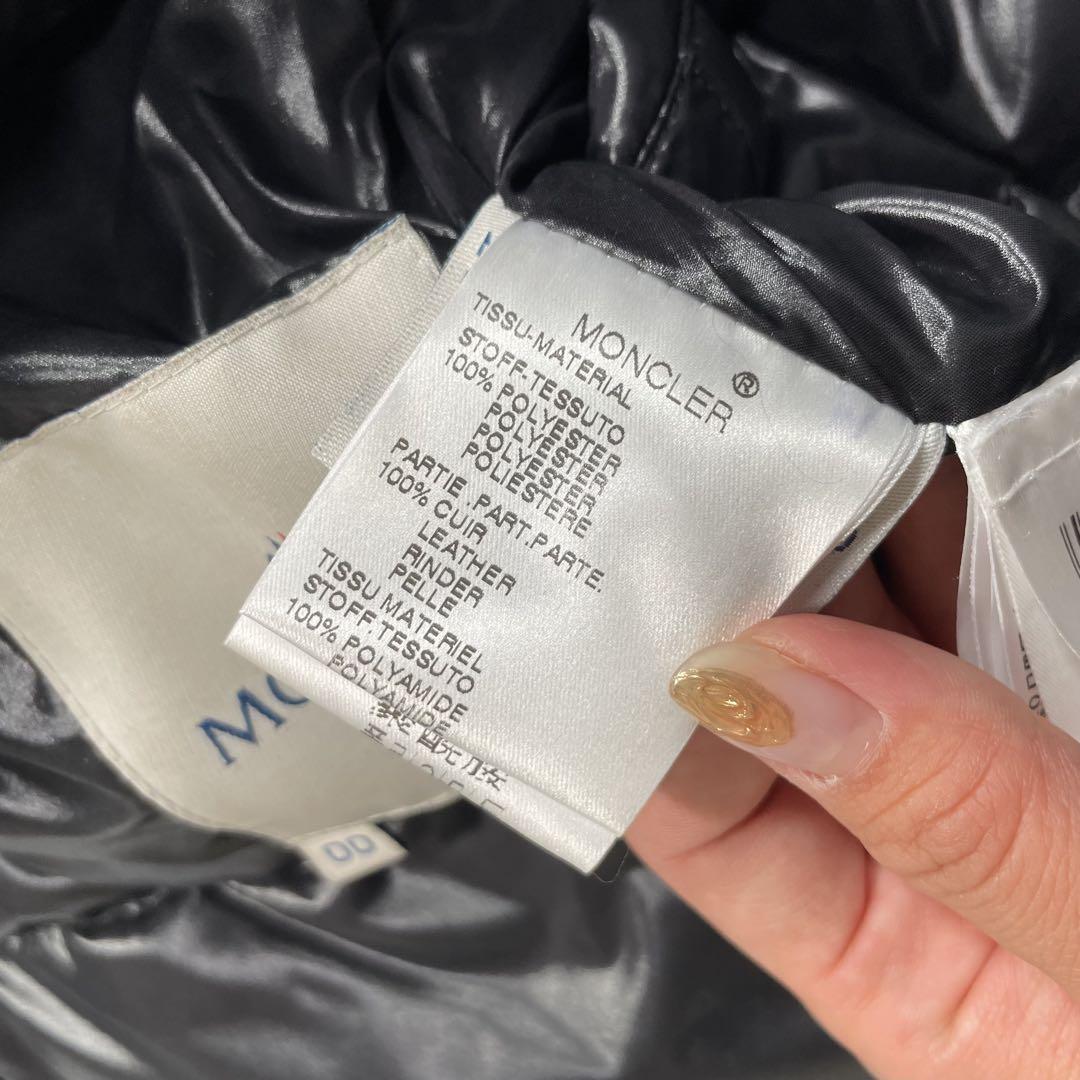 MONCLER®
TISSU-MATERIAL
STOFF.TESSUTO
100% POLYESTER
POLYESTER
POLYESTER
POLIESTERE
PARTIE.PART.PARTE.
100% CUIR
LEATHER
RINDER
PELLE
TISSU MATERIEL
STOFF.TESSUTO
100% POLYAMIDE
POLYAMIDE
MO
00